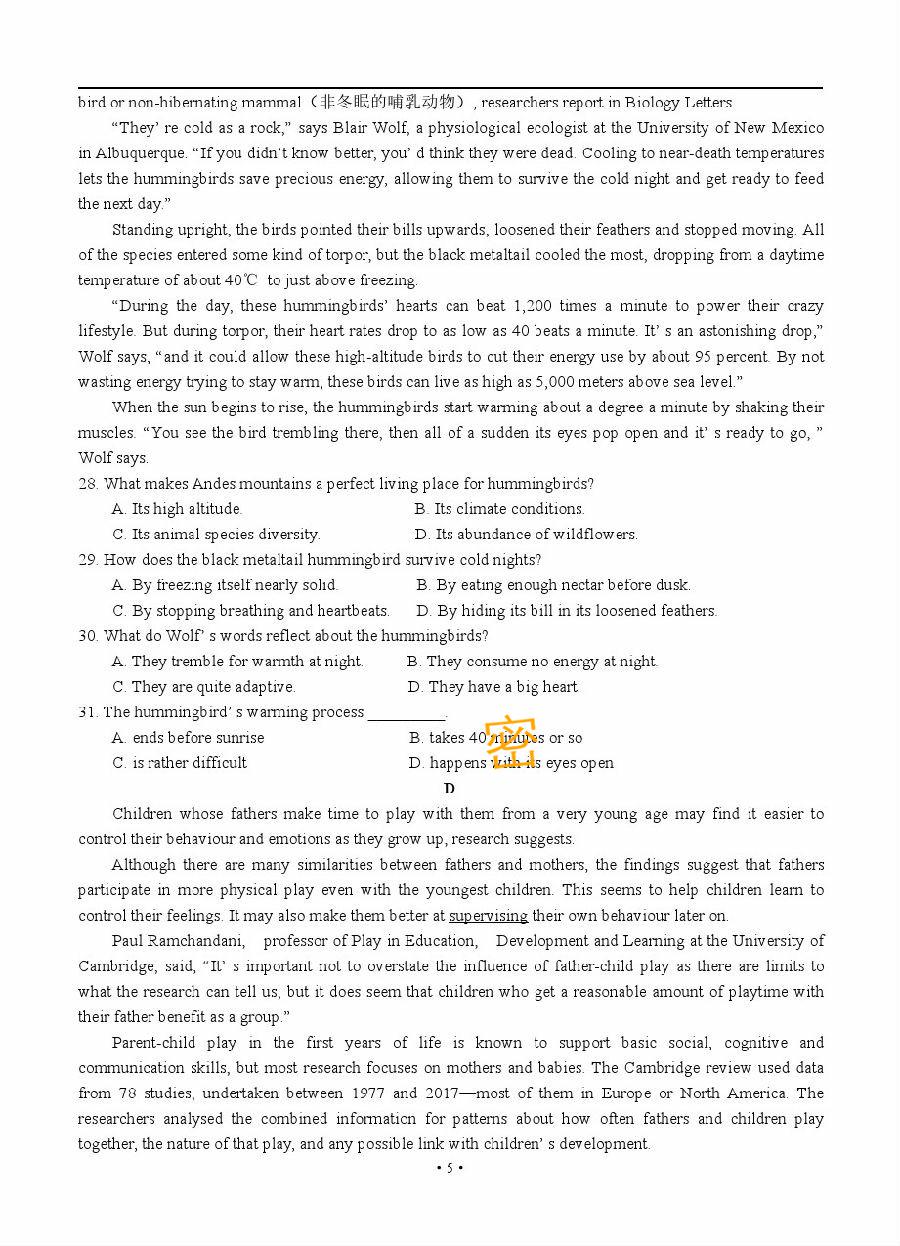 bird or non-hibernating mammal（非冬眠的哺乳动物）, researchers report in Biology Letters
“They’ re cold as a rock,” says Blair Wolf, a physiological ecologist at the University of New Mexico
in Albuquerque. “If you didn’t know better, you’ d think they were dead. Cooling to near-death temperatures
lets the hummingbirds save precious energy, allowing them to survive the cold night and get ready to feed
the next day.”
Standing upright, the birds pointed their bills upwards, loosened their feathers and stopped moving. All
of the species entered some kind of torpor, but the black metaltail cooled the most, dropping from a daytime
temperature of about 40℃ to just above freezing.
“During the day, these hummingbirds’ hearts can beat 1,200 times a minute to power their crazy
lifestyle. But during torpor, their heart rates drop to as low as 40 beats a minute. It’ s an astonishing drop,”
Wolf says, “and it could allow these high-altitude birds to cut their energy use by about 95 percent. By not
wasting energy trying to stay warm, these birds can live as high as 5,000 meters above sea level.”
When the sun begins to rise, the hummingbirds start warming about a degree a minute by shaking their
muscles. “You see the bird trembling there, then all of a sudden its eyes pop open and it’ s ready to go, ”
Wolf says.
28. What makes Andes mountains a perfect living place for hummingbirds?
A. Its high altitude. B. Its climate conditions.
C. Its animal species diversity. D. Its abundance of wildflowers.
29. How does the black metaltail hummingbird survive cold nights?
A. By freezing itself nearly solid. B. By eating enough nectar before dusk.
C. By stopping breathing and heartbeats. D. By hiding its bill in its loosened feathers.
30. What do Wolf’ s words reflect about the hummingbirds?
A. They tremble for warmth at night. B. They consume no energy at night.
C. They are quite adaptive. D. They have a big heart
31. The hummingbird’ s warming process _________.
A. ends before sunrise B. takes 40 minutes or so
C. is rather difficult D. happens with its eyes open
密
D
Children whose fathers make time to play with them from a very young age may find it easier to
control their behaviour and emotions as they grow up, research suggests.
Although there are many similarities between fathers and mothers, the findings suggest that fathers
participate in more physical play even with the youngest children. This seems to help children learn to
control their feelings. It may also make them better at supervising their own behaviour later on.
Paul Ramchandani, professor of Play in Education, Development and Learning at the University of
Cambridge, said, “It’ s important not to overstate the influence of father-child play as there are limits to
what the research can tell us, but it does seem that children who get a reasonable amount of playtime with
their father benefit as a group.”
Parent-child play in the first years of life is known to support basic social, cognitive and
communication skills, but most research focuses on mothers and babies. The Cambridge review used data
from 78 studies, undertaken between 1977 and 2017—most of them in Europe or North America. The
researchers analysed the combined information for patterns about how often fathers and children play
together, the nature of that play, and any possible link with children’ s development.
• 5 •